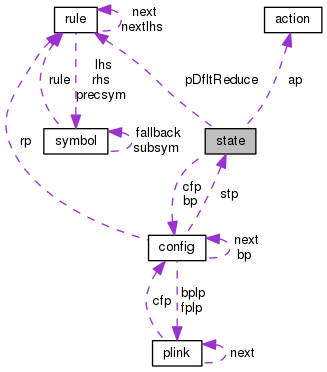 rule
next
nextlhs
action
rule
lhs
rhs
precsym
pDfltReduce
ap
symbol
fallback
subsym
state
rp
cfp
bp
stp
config
next
bp
cfp
bplp
fplp
plink
next